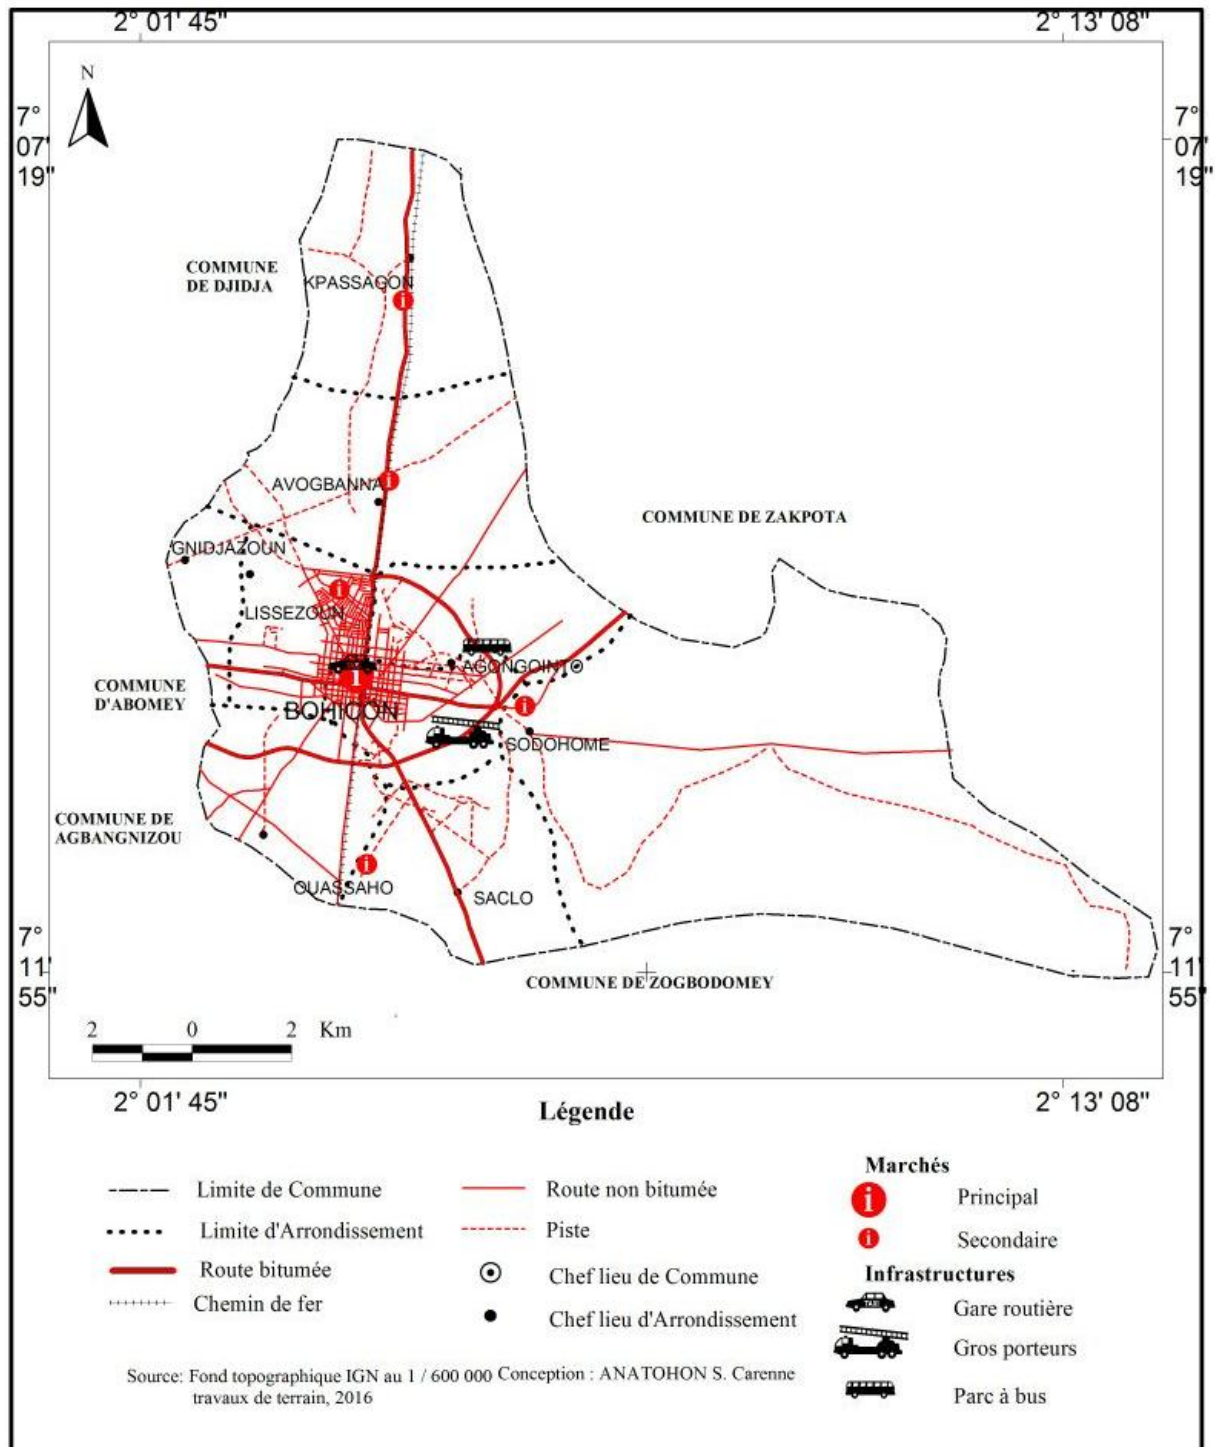 2° 01' 45" 2° 13' 08"
N
7° 7°
07' 07'
19" 19"
COMMUNE
DE DJIDJA
KPASSAGON
AVOGBANNA
COMMUNE DE ZAKPOTA
GNIDJAZOUN
LISSEZOUN
AGONGOINTO
COMMUNE
D'ABOMEY
BOHICON
SODOHOME
COMMUNE DE
AGBANGNIZOU
OUASSAHO
SACLO
7° 7°
11' 11'
55" 55"
COMMUNE DE ZOGBODOMEY
2 0 2 Km
2° 01' 45" 2° 13' 08"
Légende
Limite de Commune
Limite d'Arrondissement
Route bitumée
Chemin de fer
Route non bitumée
Piste
Chef lieu de Commune
Chef lieu d'Arrondissement
Marchés
Principal
Secondaire
Infrastructures
Gare routière
Gros porteurs
Parc à bus
Source: Fond topographique IGN au 1 / 600 000 Conception : ANATOHON S. Carenne
travaux de terrain, 2016